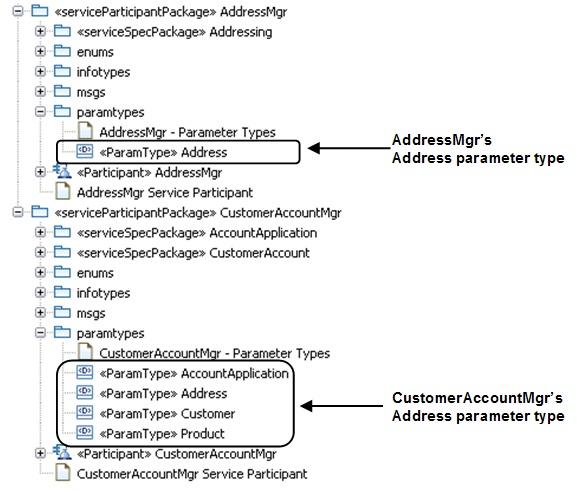 «serviceParticipantPackage» AddressMgr
«serviceSpecPackage» Addressing
enums
infotypes
msgs
paramtypes
AddressMgr - Parameter Types
«ParamType» Address
AddressMgr's
Address parameter type
«Participant» AddressMgr
AddressMgr Service Participant
«serviceParticipantPackage» CustomerAccountMgr
«serviceSpecPackage» AccountApplication
«serviceSpecPackage» CustomerAccount
enums
infotypes
msgs
paramtypes
CustomerAccountMgr - Parameter Types
«ParamType» AccountApplication
«ParamType» Address
«ParamType» Customer
«ParamType» Product
CustomerAccountMgr's
Address parameter type
«Participant» CustomerAccountMgr
CustomerAccountMgr Service Participant